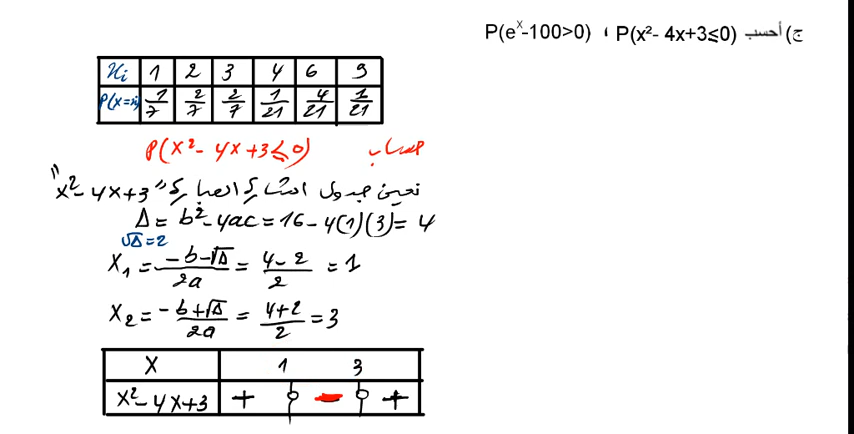 ج) أحسب P(x²- 4x+3≤0) ، P(eˣ-100>0)
xi 1 2 3 4 6 9
P(X=xi) 1/7 2/7 2/7 1/21 4/21 1/21
حساب P(X²- 4X+3≤0)
نعين جدول اشارة العبارة "X²-4X+3"
Δ = b²-4ac = 16-4(1)(3) = 4
√Δ=2
X₁ = (-b-√Δ)/2a = (4-2)/2 = 1
X₂ = (-b+√Δ)/2a = (4+2)/2 = 3
X 1 3
X²-4X+3 + 0 - 0 +